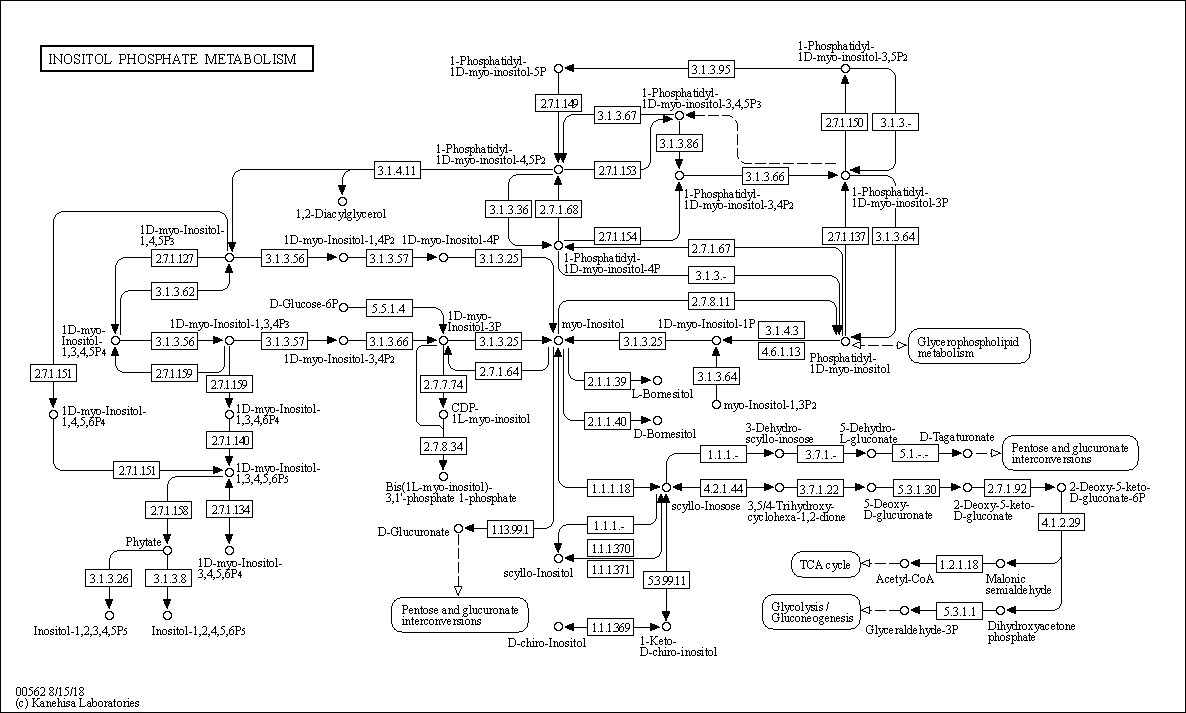 INOSITOL PHOSPHATE METABOLISM
1-Phosphatidyl-
1D-myo-inositol-5P
3.1.3.95
1-Phosphatidyl-
1D-myo-inositol-3,5P2
2.7.1.149
3.1.3.67
1-Phosphatidyl-
1D-myo-inositol-3,4,5P3
2.7.1.150
3.1.3.-
3.1.3.86
1-Phosphatidyl-
1D-myo-inositol-4,5P2
3.1.4.11
2.7.1.153
3.1.3.66
1-Phosphatidyl-
1D-myo-inositol-3,4P2
1-Phosphatidyl-
1D-myo-inositol-3P
1,2-Diacylglycerol
3.1.3.36
2.7.1.68
2.7.1.154
2.7.1.137
3.1.3.64
1D-myo-Inositol-
1,4,5P3
1D-myo-Inositol-1,4P2
1D-myo-Inositol-4P
2.7.1.67
2.7.1.127
3.1.3.56
3.1.3.57
3.1.3.25
1-Phosphatidyl-
1D-myo-inositol-4P
3.1.3.-
3.1.3.62
D-Glucose-6P
5.5.1.4
2.7.8.11
1D-myo-
Inositol-
1,3,4,5P4
1D-myo-Inositol-1,3,4P3
1D-myo-
Inositol-3P
myo-Inositol
1D-myo-Inositol-1P
3.1.4.3
3.1.3.56
3.1.3.57
3.1.3.66
3.1.3.25
3.1.3.25
4.6.1.13
Glycerophospholipid
metabolism
1D-myo-Inositol-3,4P2
Phosphatidyl-
1D-myo-inositol
2.7.1.151
2.7.1.159
2.7.1.159
2.7.7.74
2.7.1.64
2.1.1.39
L-Bornesitol
3.1.3.64
1D-myo-Inositol-
1,4,5,6P4
1D-myo-Inositol-
1,3,4,6P4
CDP-
1L-myo-inositol
2.1.1.40
D-Bornesitol
myo-Inositol-1,3P2
2.7.1.140
2.7.8.34
3-Dehydro-
scyllo-inosose
5-Dehydro-
L-gluconate
D-Tagaturonate
1.1.1.-
3.7.1.-
5.1.-.-
Pentose and glucuronate
interconversions
2.7.1.151
1D-myo-Inositol-
1,3,4,5,6P5
Bis(1L-myo-inositol)-
3,1'-phosphate 1-phosphate
1.1.1.18
scyllo-Inosose
4.2.1.44
3,5/4-Trihydroxy-
cyclohexa-1,2-dione
3.7.1.22
5-Deoxy-
D-glucuronate
5.3.1.30
2-Deoxy-5-keto-
D-gluconate
2.7.1.92
2-Deoxy-5-keto-
D-gluconate-6P
2.7.1.158
2.7.1.134
D-Glucuronate
1.13.99.1
1.1.1.-
4.1.2.29
Phytate
1D-myo-Inositol-
3,4,5,6P4
1.1.1.370
scyllo-Inositol
1.1.1.371
TCA cycle
Acetyl-CoA
1.2.1.18
Malonic
semialdehyde
3.1.3.26
3.1.3.8
5.3.99.11
Pentose and glucuronate
interconversions
Glycolysis /
Gluconeogenesis
Glyceraldehyde-3P
5.3.1.1
Dihydroxyacetone
phosphate
Inositol-1,2,3,4,5P5
Inositol-1,2,4,5,6P5
D-chiro-Inositol
1.1.1.369
1-Keto-
D-chiro-inositol
00562 8/15/18
(c) Kanehisa Laboratories